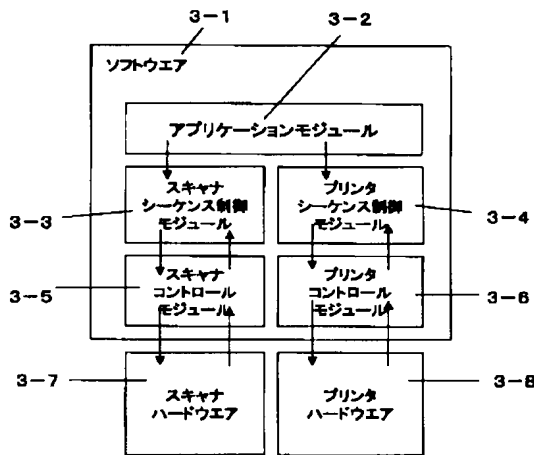 3-1
3-2
ソフトウエア
アプリケーションモジュール
3-3
スキャナ
シーケンス制御
モジュール
プリンタ
シーケンス制御
モジュール
3-4
3-5
スキャナ
コントロール
モジュール
プリンタ
コントロール
モジュール
3-6
3-7
スキャナ
ハードウエア
プリンタ
ハードウエア
3-8